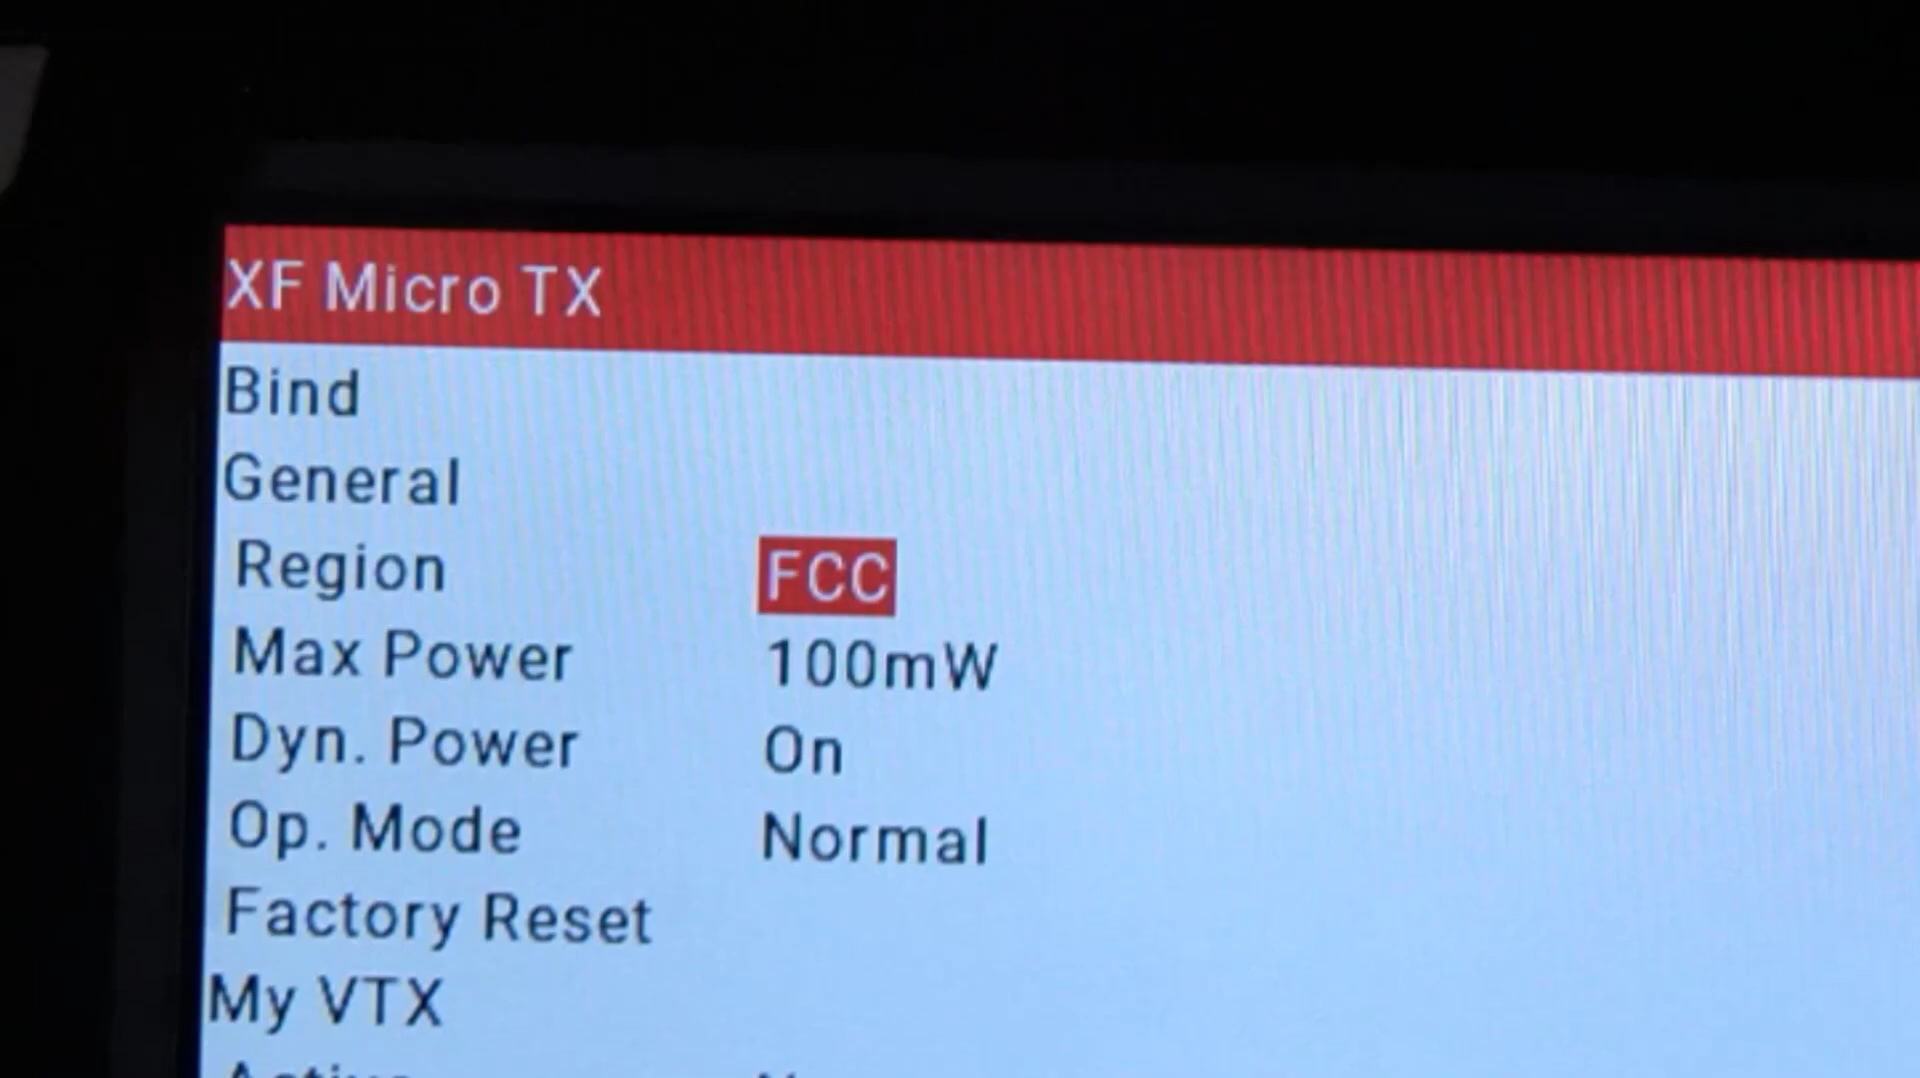 XF Micro TX
Bind
General
Region FCC
Max Power 100mW
Dyn. Power On
Op. Mode Normal
Factory Reset
My VTX